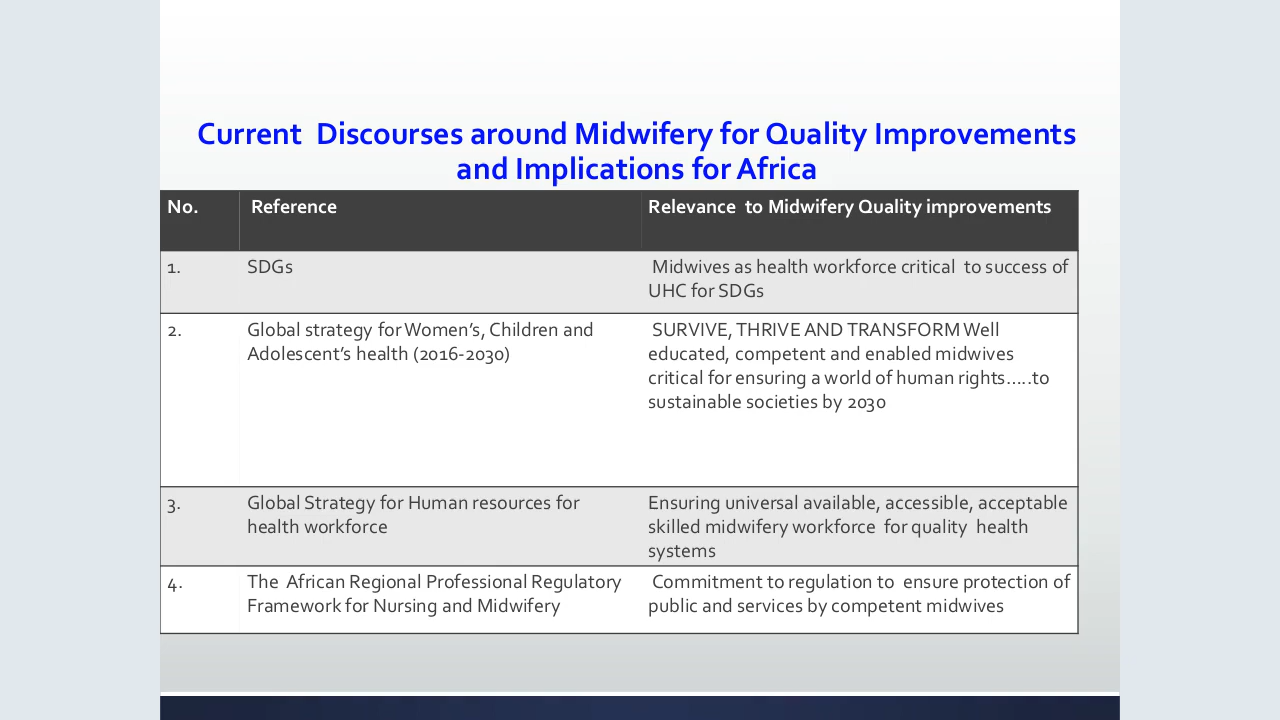 Current Discourses around Midwifery for Quality Improvements
and Implications for Africa
No. Reference Relevance to Midwifery Quality improvements
1. SDGs Midwives as health workforce critical to success of
UHC for SDGs
2. Global strategy for Women's, Children and
Adolescent's health (2016-2030)
SURVIVE, THRIVE AND TRANSFORM Well
educated, competent and enabled midwives
critical for ensuring a world of human rights.....to
sustainable societies by 2030
3. Global Strategy for Human resources for
health workforce
Ensuring universal available, accessible, acceptable
skilled midwifery workforce for quality health
systems
4. The African Regional Professional Regulatory
Framework for Nursing and Midwifery
Commitment to regulation to ensure protection of
public and services by competent midwives